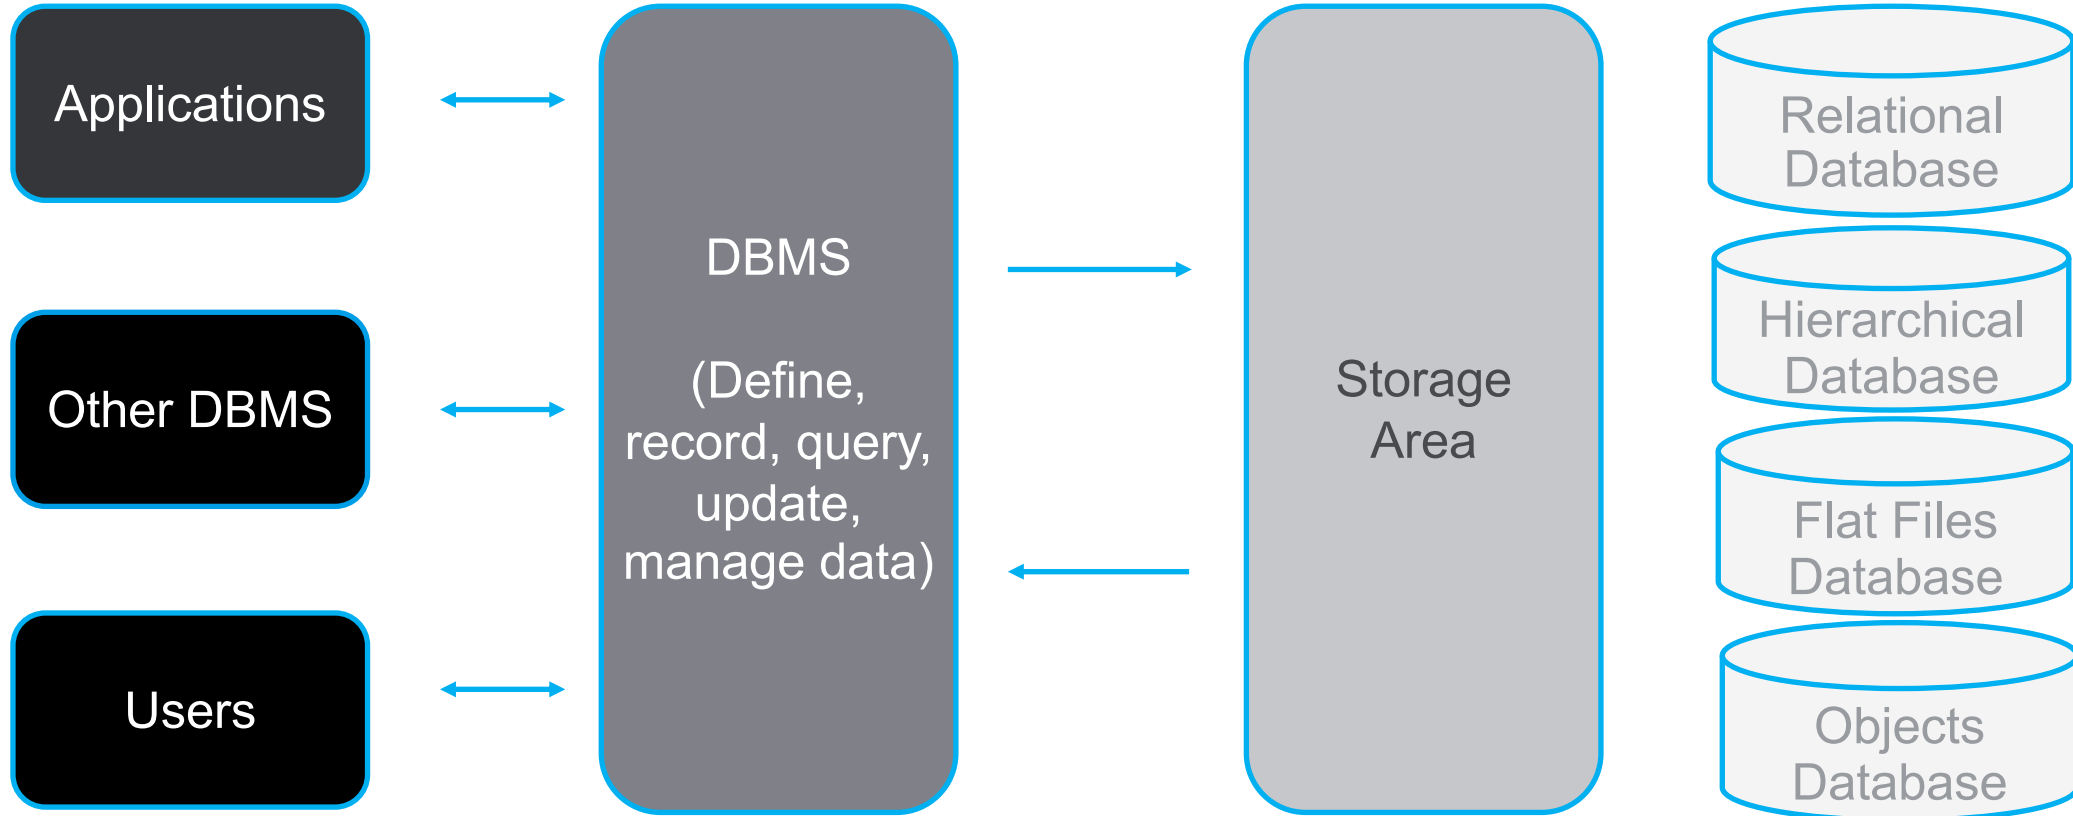 Applications
Other DBMS
Users
DBMS
(Define,
record, query,
update,
manage data)
Storage
Area
Relational
Database
Hierarchical
Database
Flat Files
Database
Objects
Database